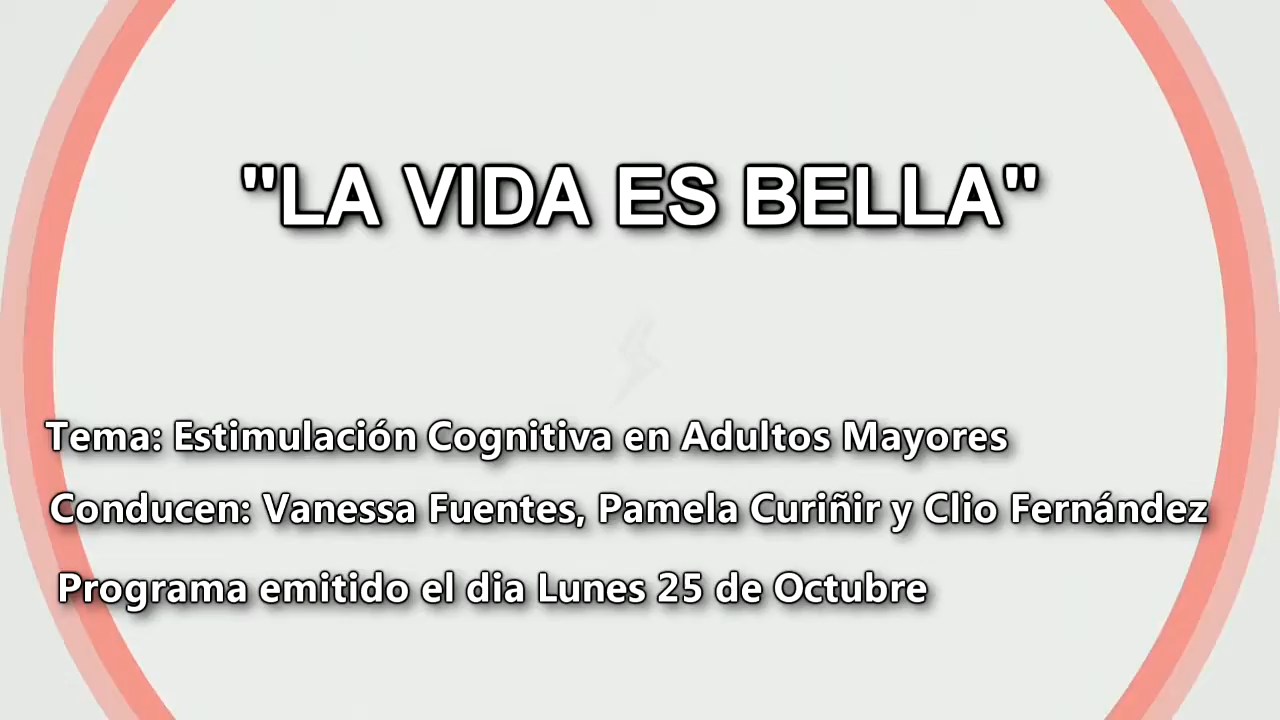 "LA VIDA ES BELLA"
Tema: Estimulación Cognitiva en Adultos Mayores
Conducen: Vanessa Fuentes, Pamela Curiñir y Clio Fernández
Programa emitido el dia Lunes 25 de Octubre